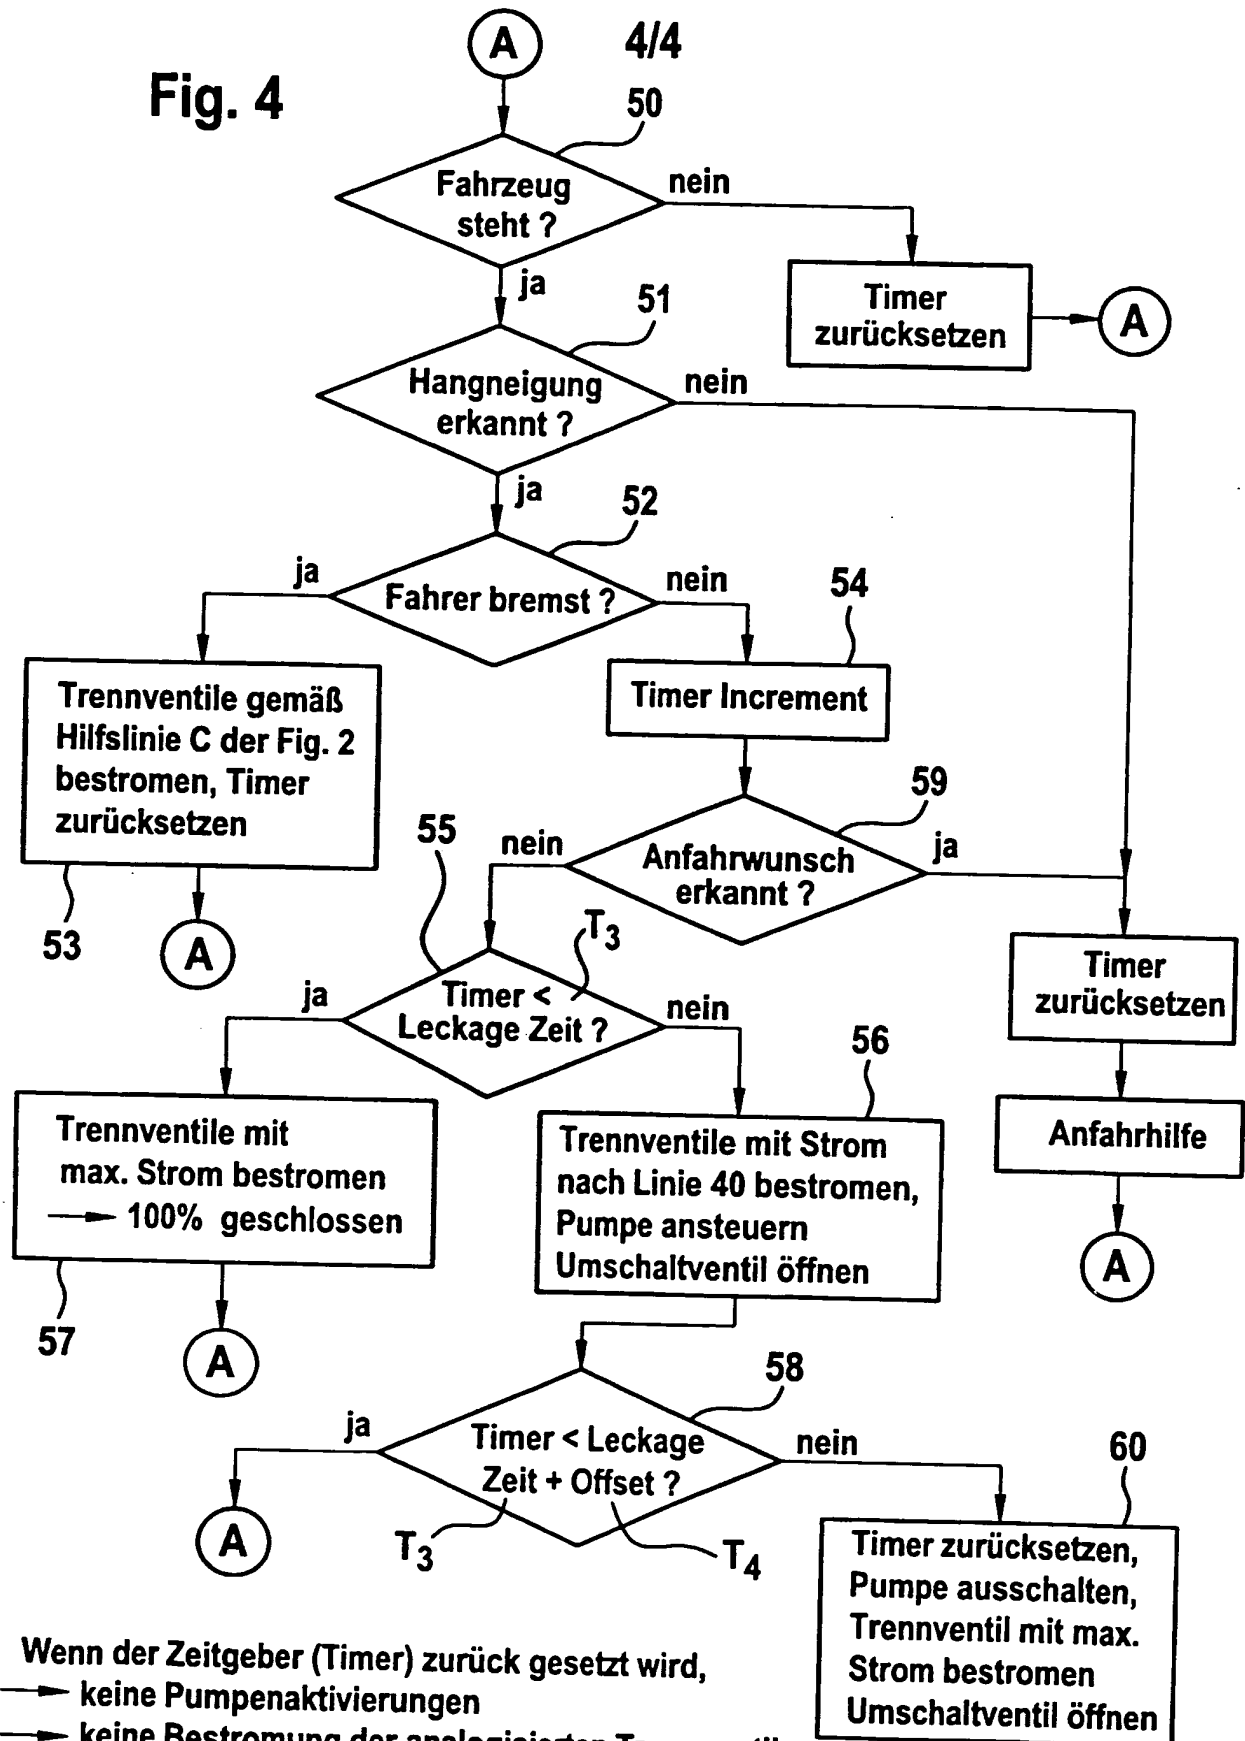 A
4/4
Fig. 4
50
Fahrzeug
steht ?
nein
ja
Timer
zurücksetzen
A
51
Hangneigung
erkannt ?
nein
ja
52
ja
Fahrer bremst ?
nein
54
Trennventile gemäß
Hilfslinie C der Fig. 2
bestromen, Timer
zurücksetzen
53
A
Timer Increment
59
nein
Anfahrwunsch
erkannt ?
ja
55
T3
ja
Timer <
Leckage Zeit ?
nein
Timer
zurücksetzen
56
Anfahrhilfe
A
Trennventile mit
max. Strom bestromen
→ 100% geschlossen
57
A
Trennventile mit Strom
nach Linie 40 bestromen,
Pumpe ansteuern
Umschaltventil öffnen
58
ja
Timer < Leckage
Zeit + Offset ?
nein
60
A
T3
T4
Timer zurücksetzen,
Pumpe ausschalten,
Trennventil mit max.
Strom bestromen
Umschaltventil öffnen
Wenn der Zeitgeber (Timer) zurück gesetzt wird,
→ keine Pumpenaktivierungen
→ keine Bestromung der analogisierten